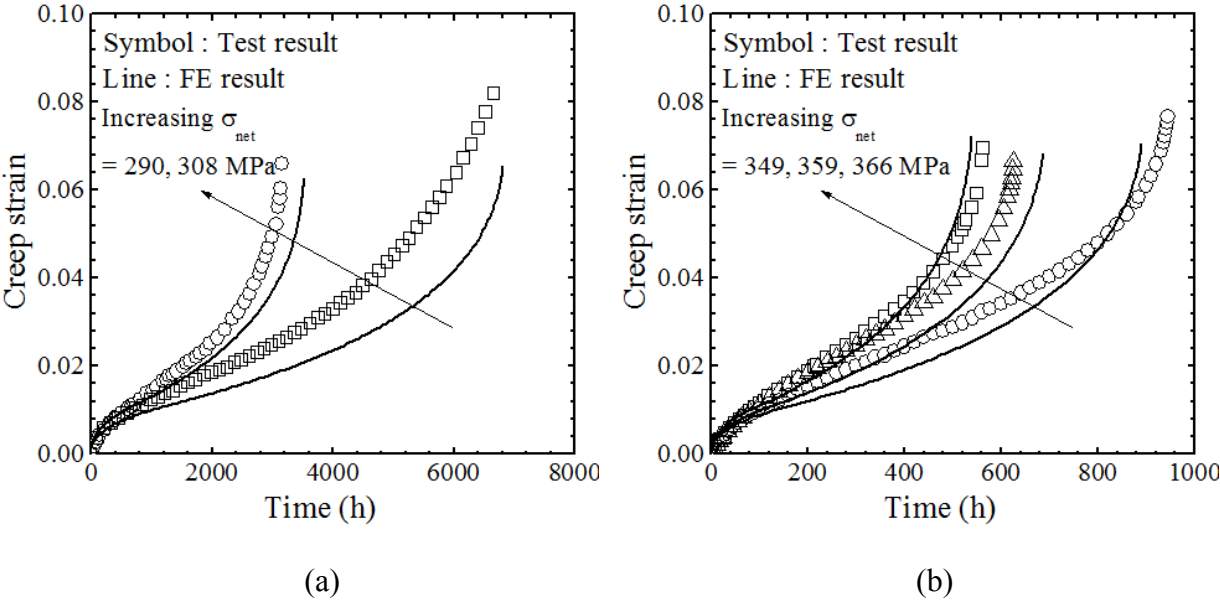 0.10
0.08
0.06
0.04
0.02
0.00
Creep strain
Symbol : Test result
Line : FE result
Increasing σnet
= 290, 308 MPa
0 2000 4000 6000 8000
Time (h)
(a)
0.10
0.08
0.06
0.04
0.02
0.00
Creep strain
Symbol : Test result
Line : FE result
Increasing σnet
= 349, 359, 366 MPa
0 200 400 600 800 1000
Time (h)
(b)